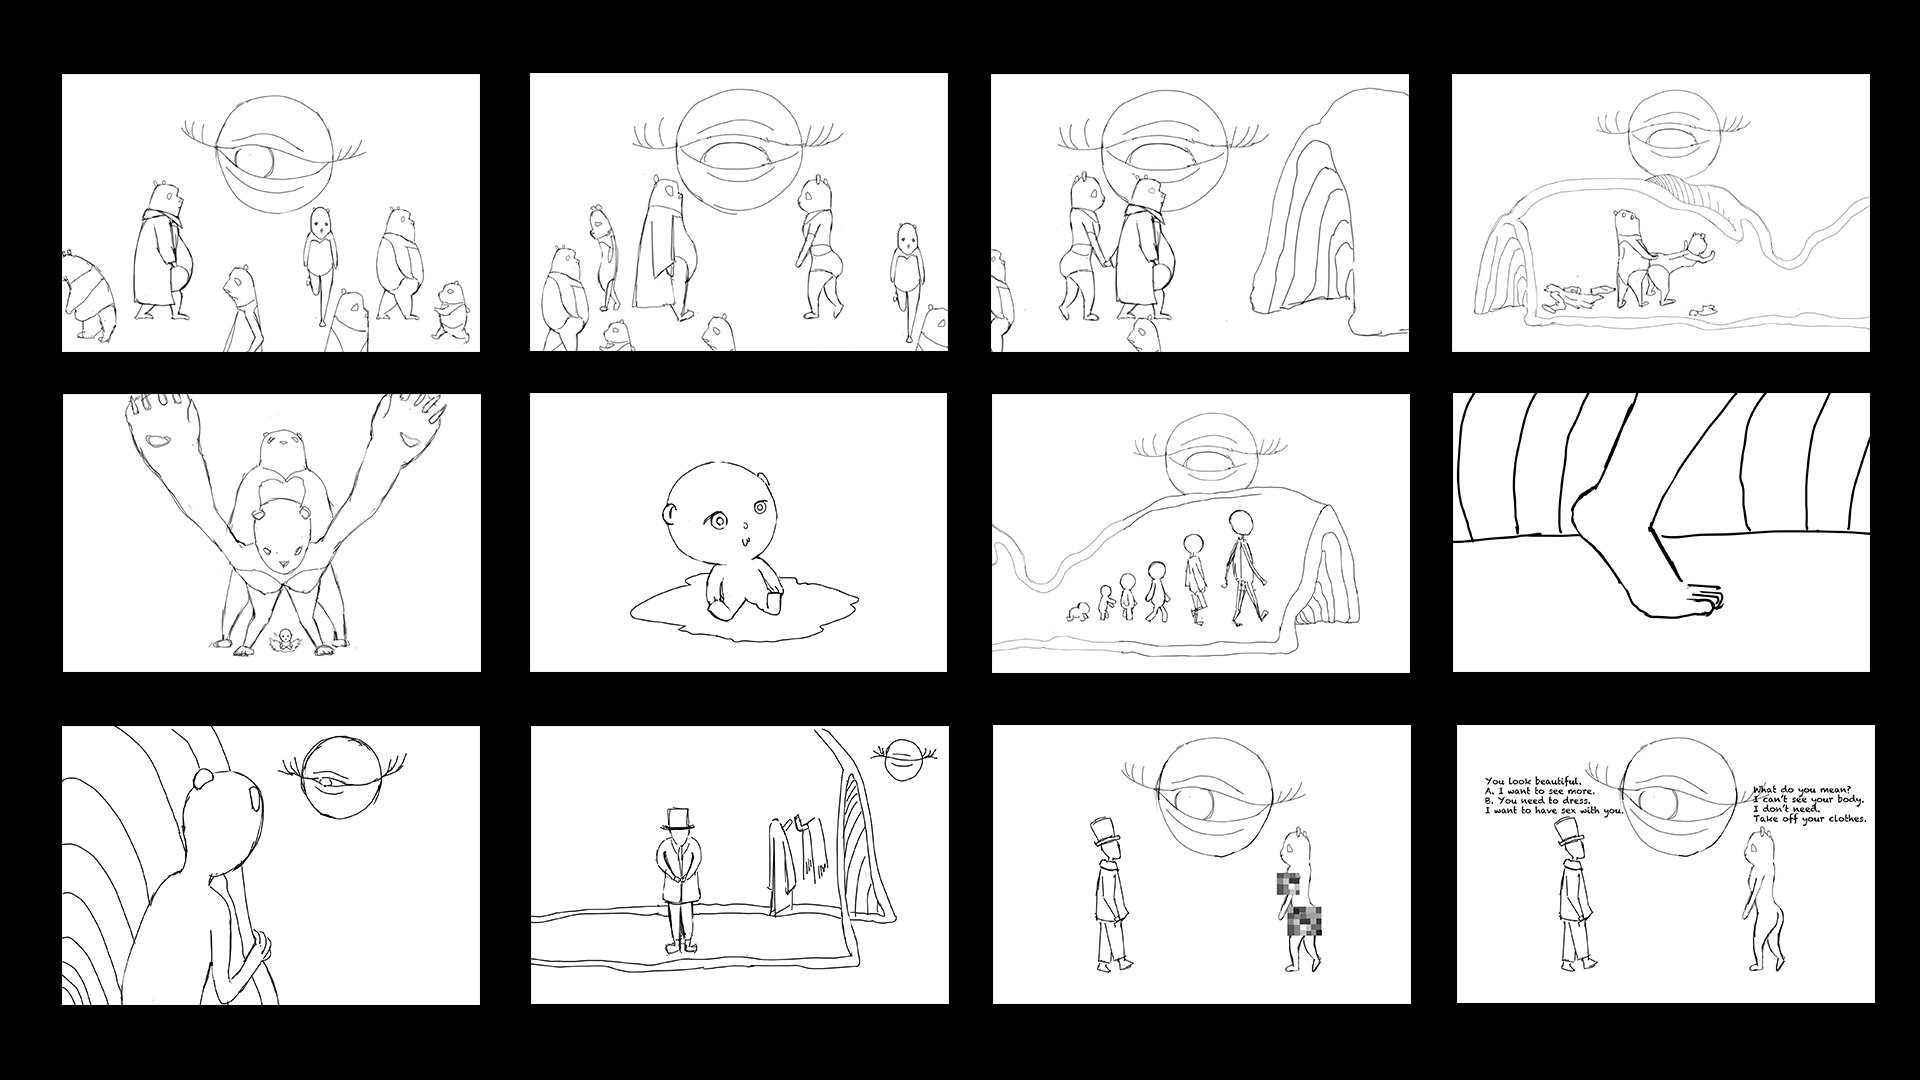 You look beautiful.
A. I want to see more.
B. You need to dress.
I want to have sex with you.
What do you mean?
I can't see your body.
I don't need.
Take off your clothes.